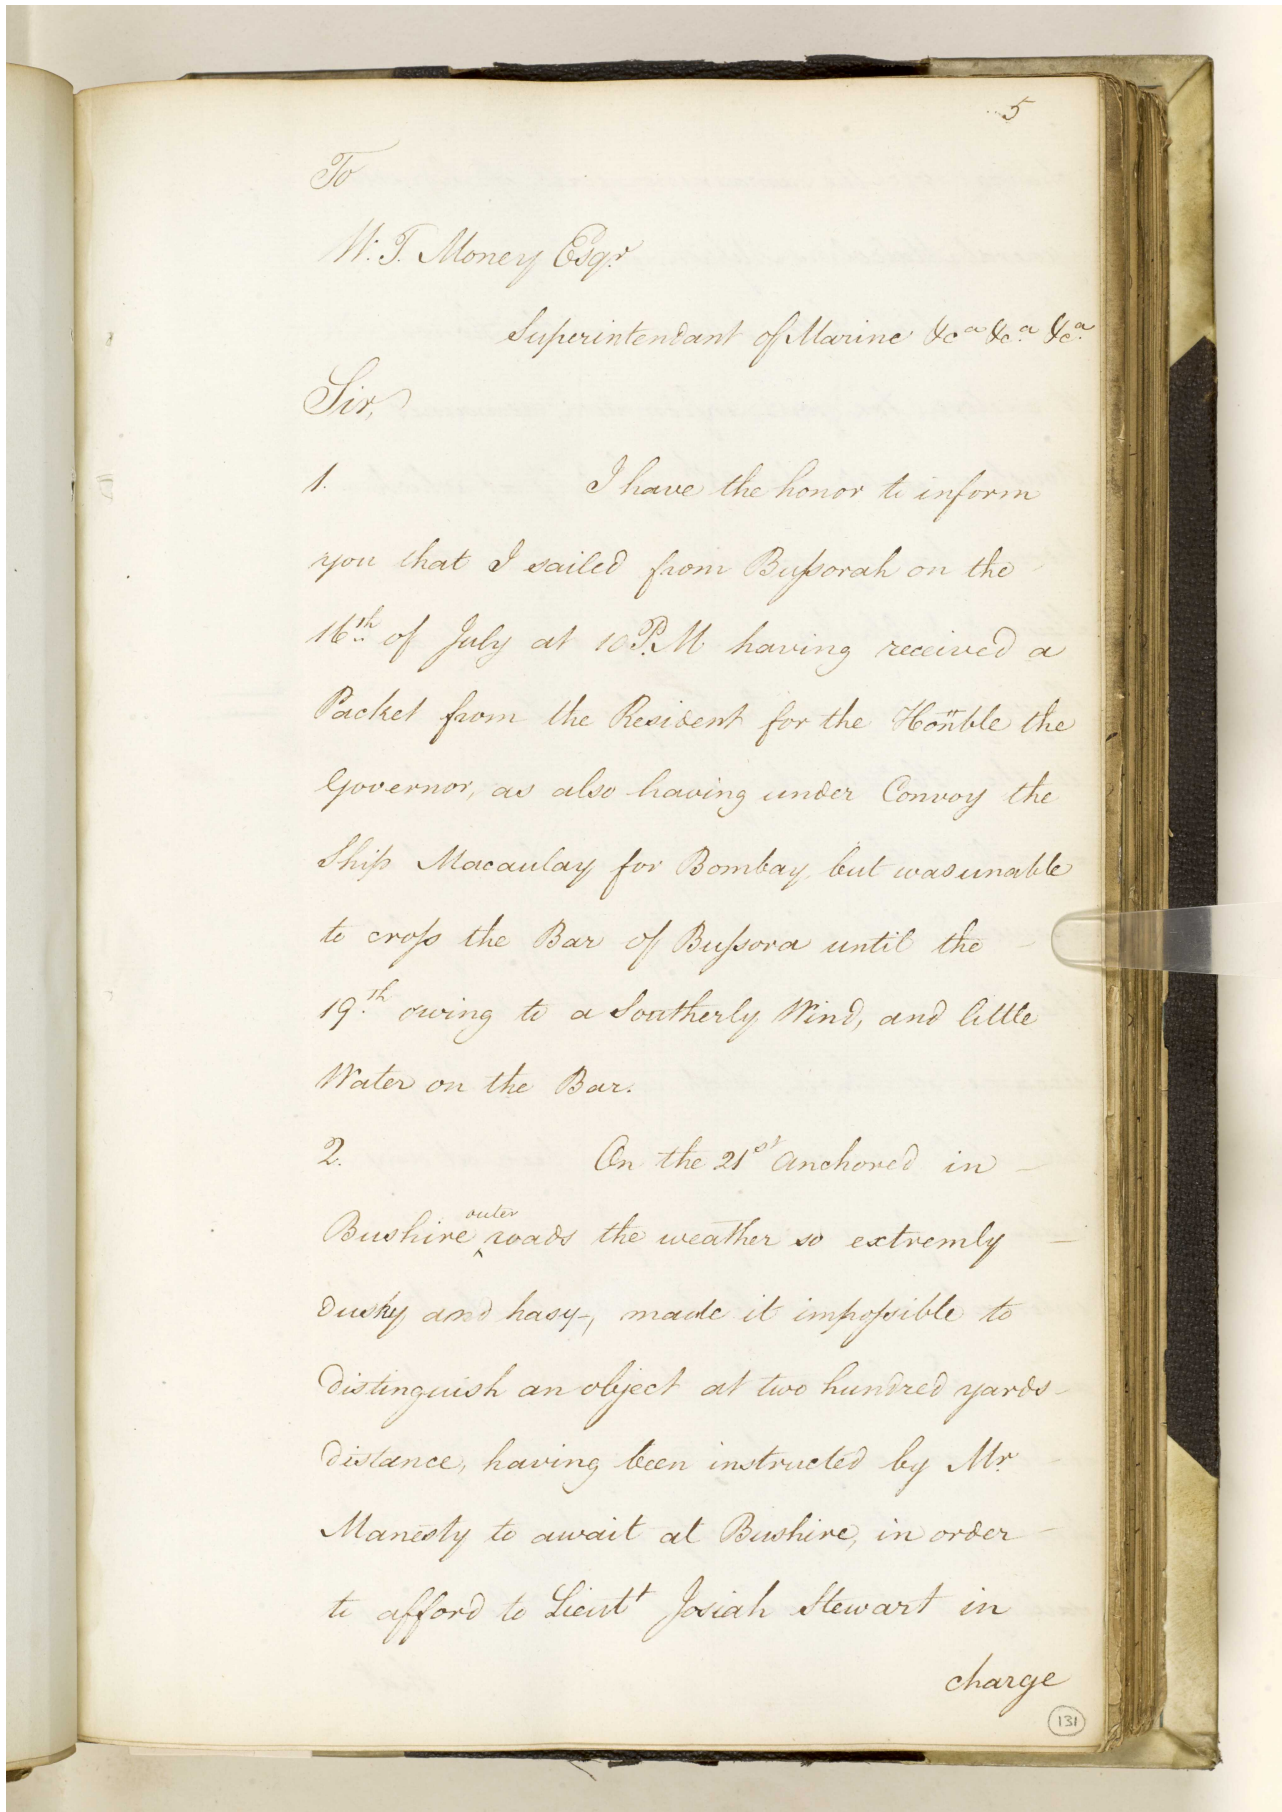 5
To
W: T. Money Esqr.
Superintendant of Marine &ca &ca. &ca.
Sir,
1. I have the honor to inform
you that I sailed from Bussorah on the
16th of July at 10 P.M. having received a
Packet from the Resident for the Honble the
Governor, as also having under Convoy the
Ship Macaulay for Bombay, but was unable
to cross the Bar of Bussora until the
19th. owing to a Southerly Wind, and little
Water on the Bar.
2. On the 21st Anchored in
Bushire ^outer roads the weather so extremly
dusky and hasy-, made it impossible to
distinguish an object at two hundred yards
distance, having been instructed by Mr.
Manesty to await at Bushire, in order
to afford to Lieutt Josiah Stewart in
charge
131